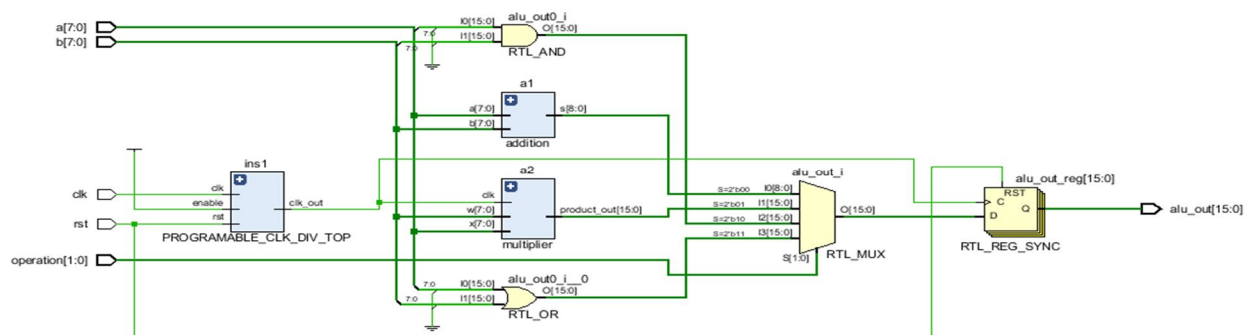 a[7:0]
b[7:0]
clk
rst
operation[1:0]
ins1
clk
enable
rst
clk_out
PROGRAMABLE_CLK_DIV_TOP
alu_out0_i
7:0
I0[15:0]
7:0
I1[15:0]
O[15:0]
RTL_AND
a1
a[7:0]
b[7:0]
s[8:0]
addition
a2
clk
w[7:0]
x[7:0]
product_out[15:0]
multiplier
alu_out0_i__0
7:0
I0[15:0]
7:0
I1[15:0]
O[15:0]
RTL_OR
alu_out_i
S=2'b00
I0[8:0]
S=2'b01
I1[15:0]
S=2'b10
I2[15:0]
S=2'b11
I3[15:0]
O[15:0]
S[1:0]
RTL_MUX
alu_out_reg[15:0]
RST
C
D
Q
RTL_REG_SYNC
alu_out[15:0]